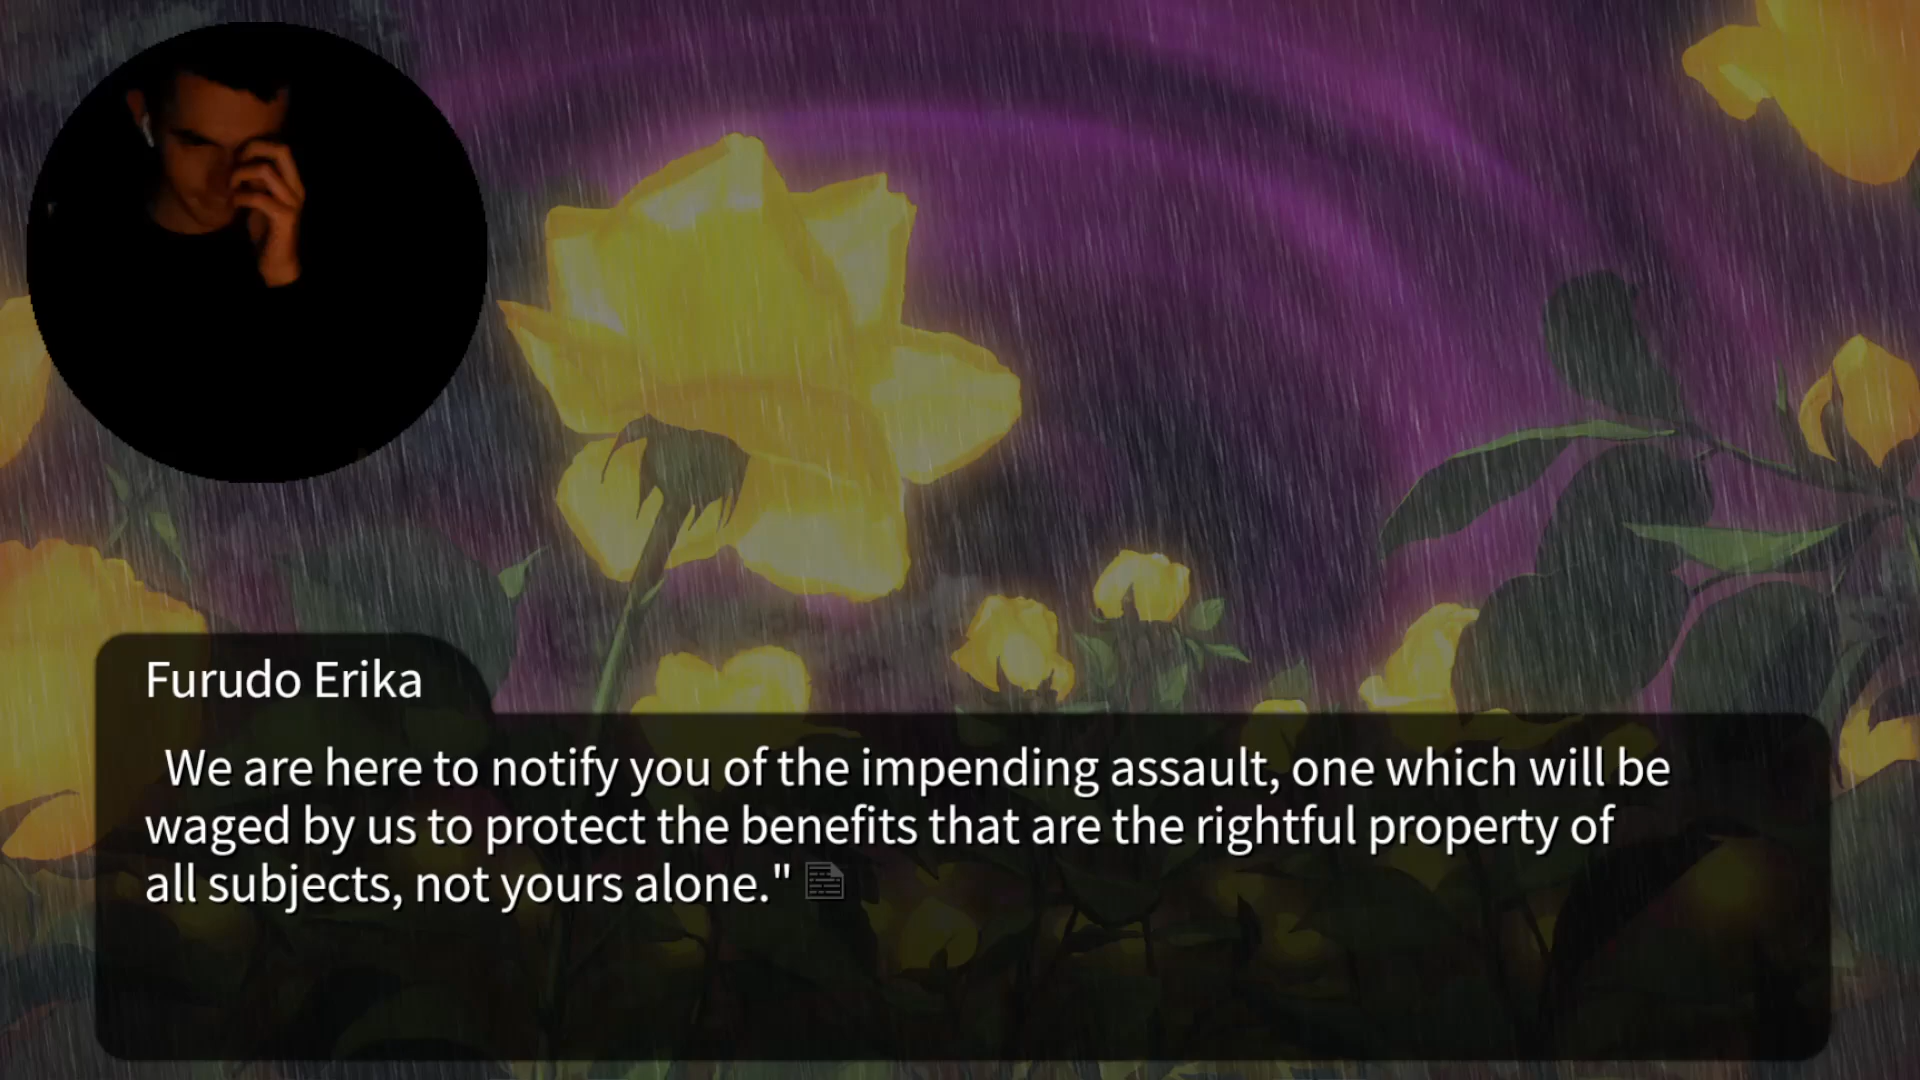 Furudo Erika
We are here to notify you of the impending assault, one which will be
waged by us to protect the benefits that are the rightful property of
all subjects, not yours alone."